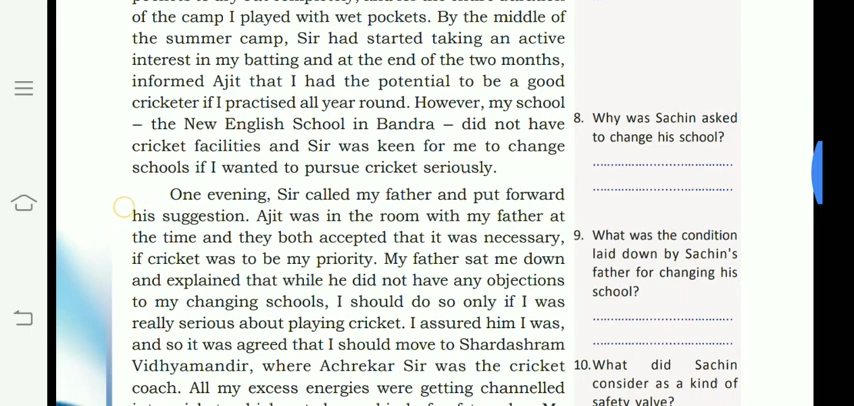 of the camp I played with wet pockets. By the middle of
the summer camp, Sir had started taking an active
interest in my batting and at the end of the two months,
informed Ajit that I had the potential to be a good
cricketer if I practised all year round. However, my school
– the New English School in Bandra – did not have
cricket facilities and Sir was keen for me to change
schools if I wanted to pursue cricket seriously.
One evening, Sir called my father and put forward
his suggestion. Ajit was in the room with my father at
the time and they both accepted that it was necessary,
if cricket was to be my priority. My father sat me down
and explained that while he did not have any objections
to my changing schools, I should do so only if I was
really serious about playing cricket. I assured him I was,
and so it was agreed that I should move to Shardashram
Vidhyamandir, where Achrekar Sir was the cricket
coach. All my excess energies were getting channelled
8. Why was Sachin asked
to change his school?
9. What was the condition
laid down by Sachin's
father for changing his
school?
10.What did Sachin
consider as a kind of
safety valve?